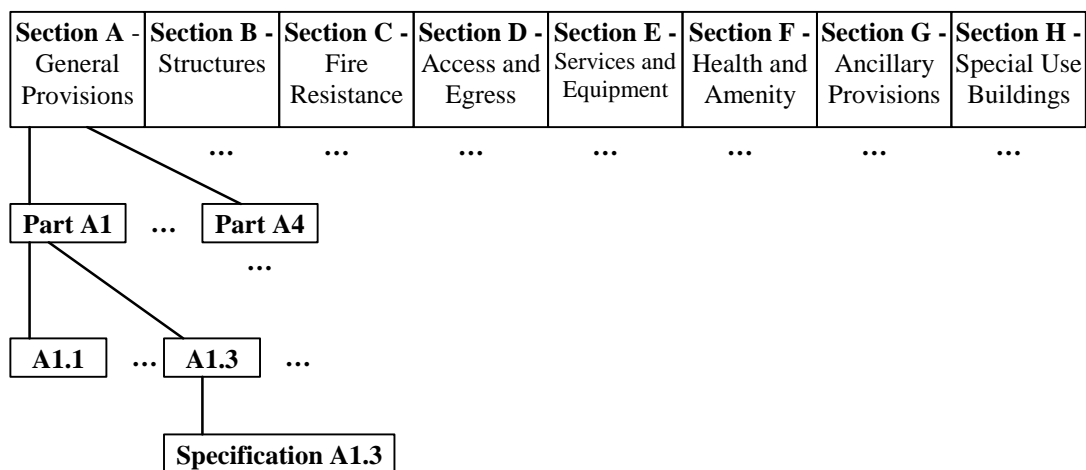 Section A -
General
Provisions
Section B -
Structures
Section C -
Fire
Resistance
Section D -
Access and
Egress
Section E -
Services and
Equipment
Section F -
Health and
Amenity
Section G -
Ancillary
Provisions
Section H -
Special Use
Buildings
... ... ... ... ... ... ...
Part A1 ... Part A4
...
A1.1 ... A1.3 ...
Specification A1.3